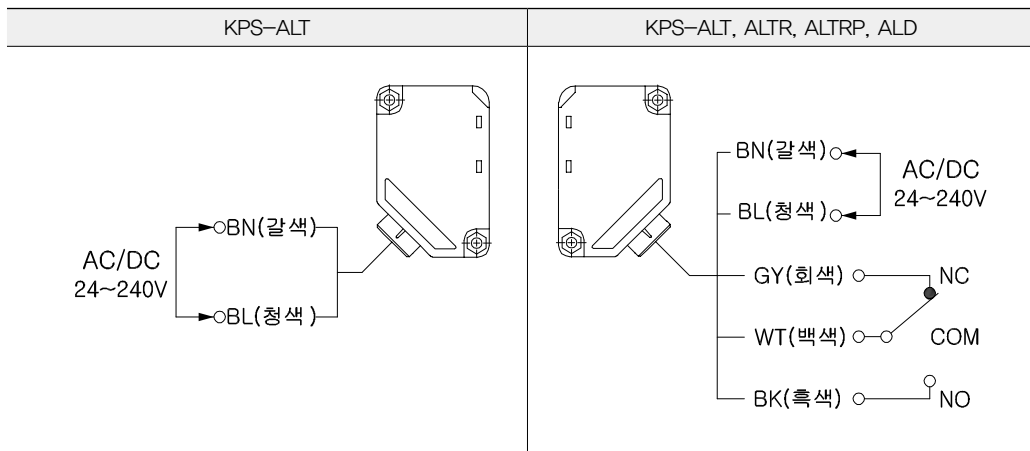 KPS-ALT
KPS-ALT, ALTR, ALTRP, ALD
BN(갈색)
AC/DC
24~240V
BL(청색)
BN(갈색)
AC/DC
24~240V
BL(청색)
GY(회색)
NC
WT(백색)
COM
BK(흑색)
NO